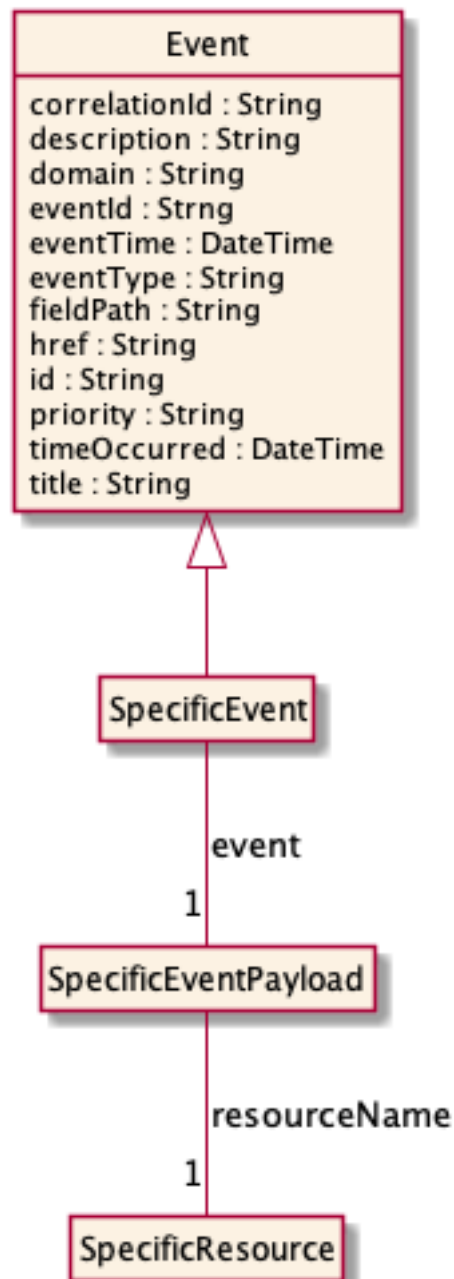 Event
correlationId : String
description : String
domain : String
eventId : Strng
eventTime : DateTime
eventType : String
fieldPath : String
href : String
id : String
priority : String
timeOccurred : DateTime
title : String
SpecificEvent
event
1
SpecificEventPayload
resourceName
1
SpecificResource